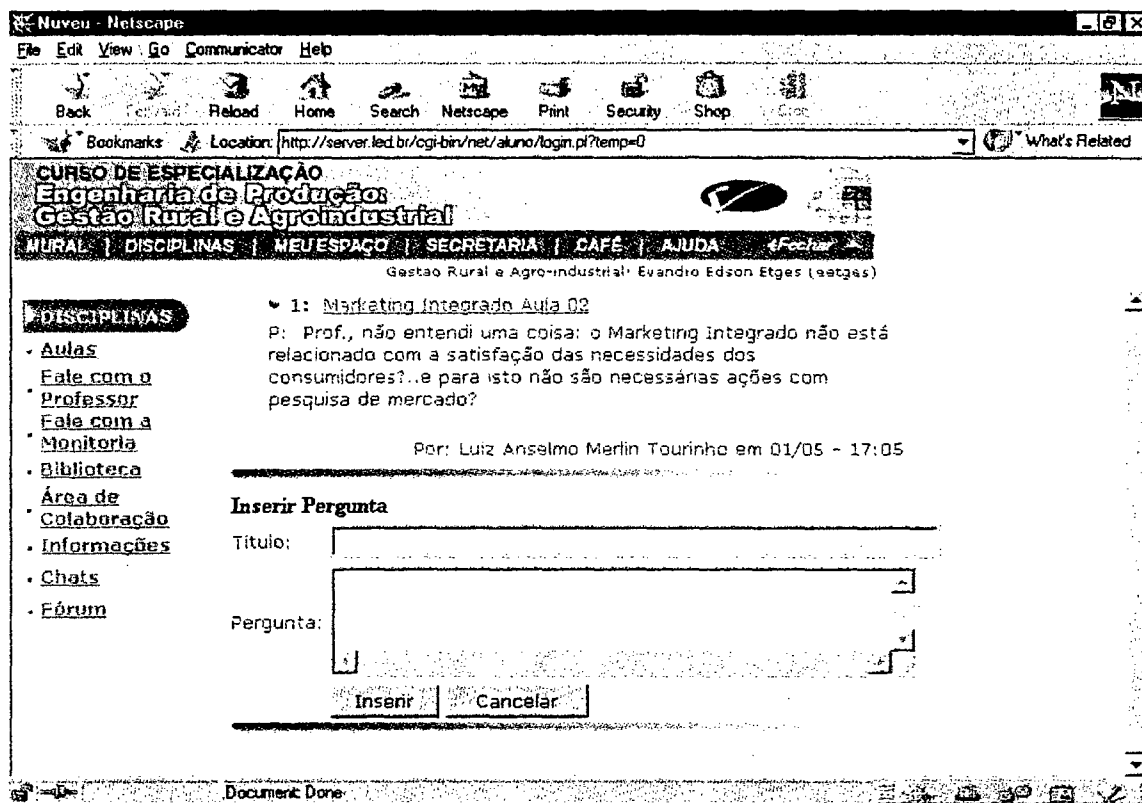 Nuveu - Netscape
File Edit View Go Communicator Help
Back Forward Reload Home Search Netscape Print Security Shop Stop
Bookmarks Location: http://server.led.br/cgi-bin/net/aluno/login.pl?temp=0 What's Related
CURSO DE ESPECIALIZAÇÃO
Engenharia de Produção:
Gestão Rural e Agroindustrial
MURAL | DISCIPLINAS | MEU ESPAÇO | SECRETARIA | CAFÉ | AJUDA Fechar
Gestao Rural e Agro-industrial: Evandro Edson Etges (eetges)
DISCIPLINAS
Aulas
Fale com o
Professor
Fale com a
Monitoria
Biblioteca
Área de
Colaboração
Informações
Chats
Fórum
1: Marketing Integrado Aula 02
P: Prof., não entendi uma coisa: o Marketing Integrado não está
relacionado com a satisfação das necessidades dos
consumidores?..e para isto não são necessárias ações com
pesquisa de mercado?
Por: Luiz Anselmo Merlin Tourinho em 01/05 - 17:05
Inserir Pergunta
Titulo:
Pergunta:
Inserir Cancelar
Document: Done